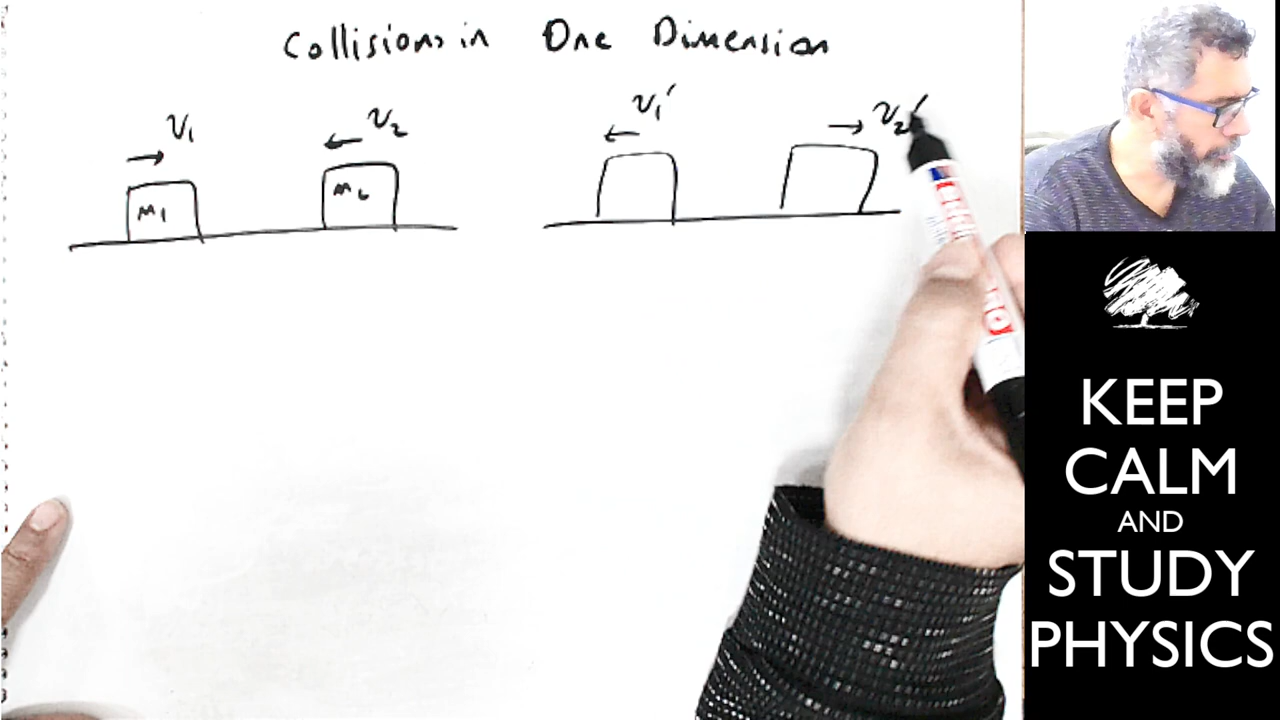 Collisions in One Dimension
v₁
v₂
v₁′
v₂′
m₁
m₂
KEEP
CALM
AND
STUDY
PHYSICS